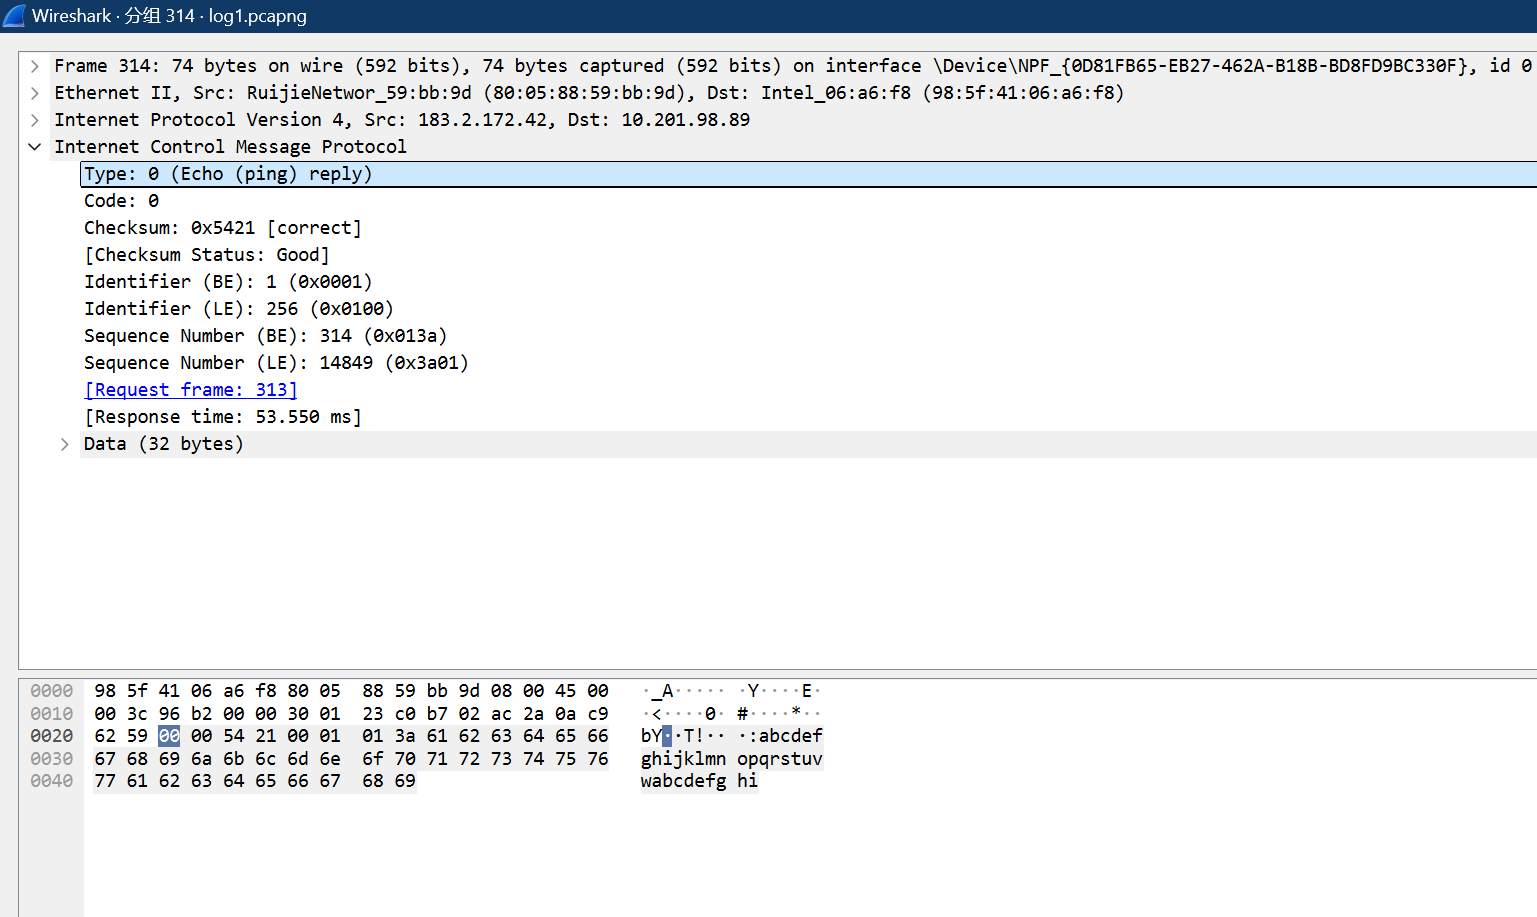 Wireshark · 分组 314 · log1.pcapng
Frame 314: 74 bytes on wire (592 bits), 74 bytes captured (592 bits) on interface \Device\NPF_{0D81FB65-EB27-462A-B18B-BD8FD9BC330F}, id 0
Ethernet II, Src: RuijieNetwor_59:bb:9d (80:05:88:59:bb:9d), Dst: Intel_06:a6:f8 (98:5f:41:06:a6:f8)
Internet Protocol Version 4, Src: 183.2.172.42, Dst: 10.201.98.89
Internet Control Message Protocol
Type: 0 (Echo (ping) reply)
Code: 0
Checksum: 0x5421 [correct]
[Checksum Status: Good]
Identifier (BE): 1 (0x0001)
Identifier (LE): 256 (0x0100)
Sequence Number (BE): 314 (0x013a)
Sequence Number (LE): 14849 (0x3a01)
[Request frame: 313]
[Response time: 53.550 ms]
Data (32 bytes)
0000 98 5f 41 06 a6 f8 80 05 88 59 bb 9d 08 00 45 00 ·_A····· ·Y····E·
0010 00 3c 96 b2 00 00 30 01 23 c0 b7 02 ac 2a 0a c9 ·<····0· #····*··
0020 62 59 00 00 54 21 00 01 01 3a 61 62 63 64 65 66 bY··T!·· ·:abcdef
0030 67 68 69 6a 6b 6c 6d 6e 6f 70 71 72 73 74 75 76 ghijklmn opqrstuv
0040 77 61 62 63 64 65 66 67 68 69 wabcdefg hi